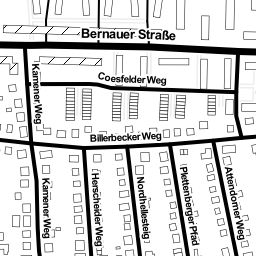 Bernauer Straße
Coesfelder Weg
Kamener Weg
Billerbecker Weg
Kamener Weg
Herscheider Weg
Nordhellesteig
Plettenberger Pfad
Attendorner Weg